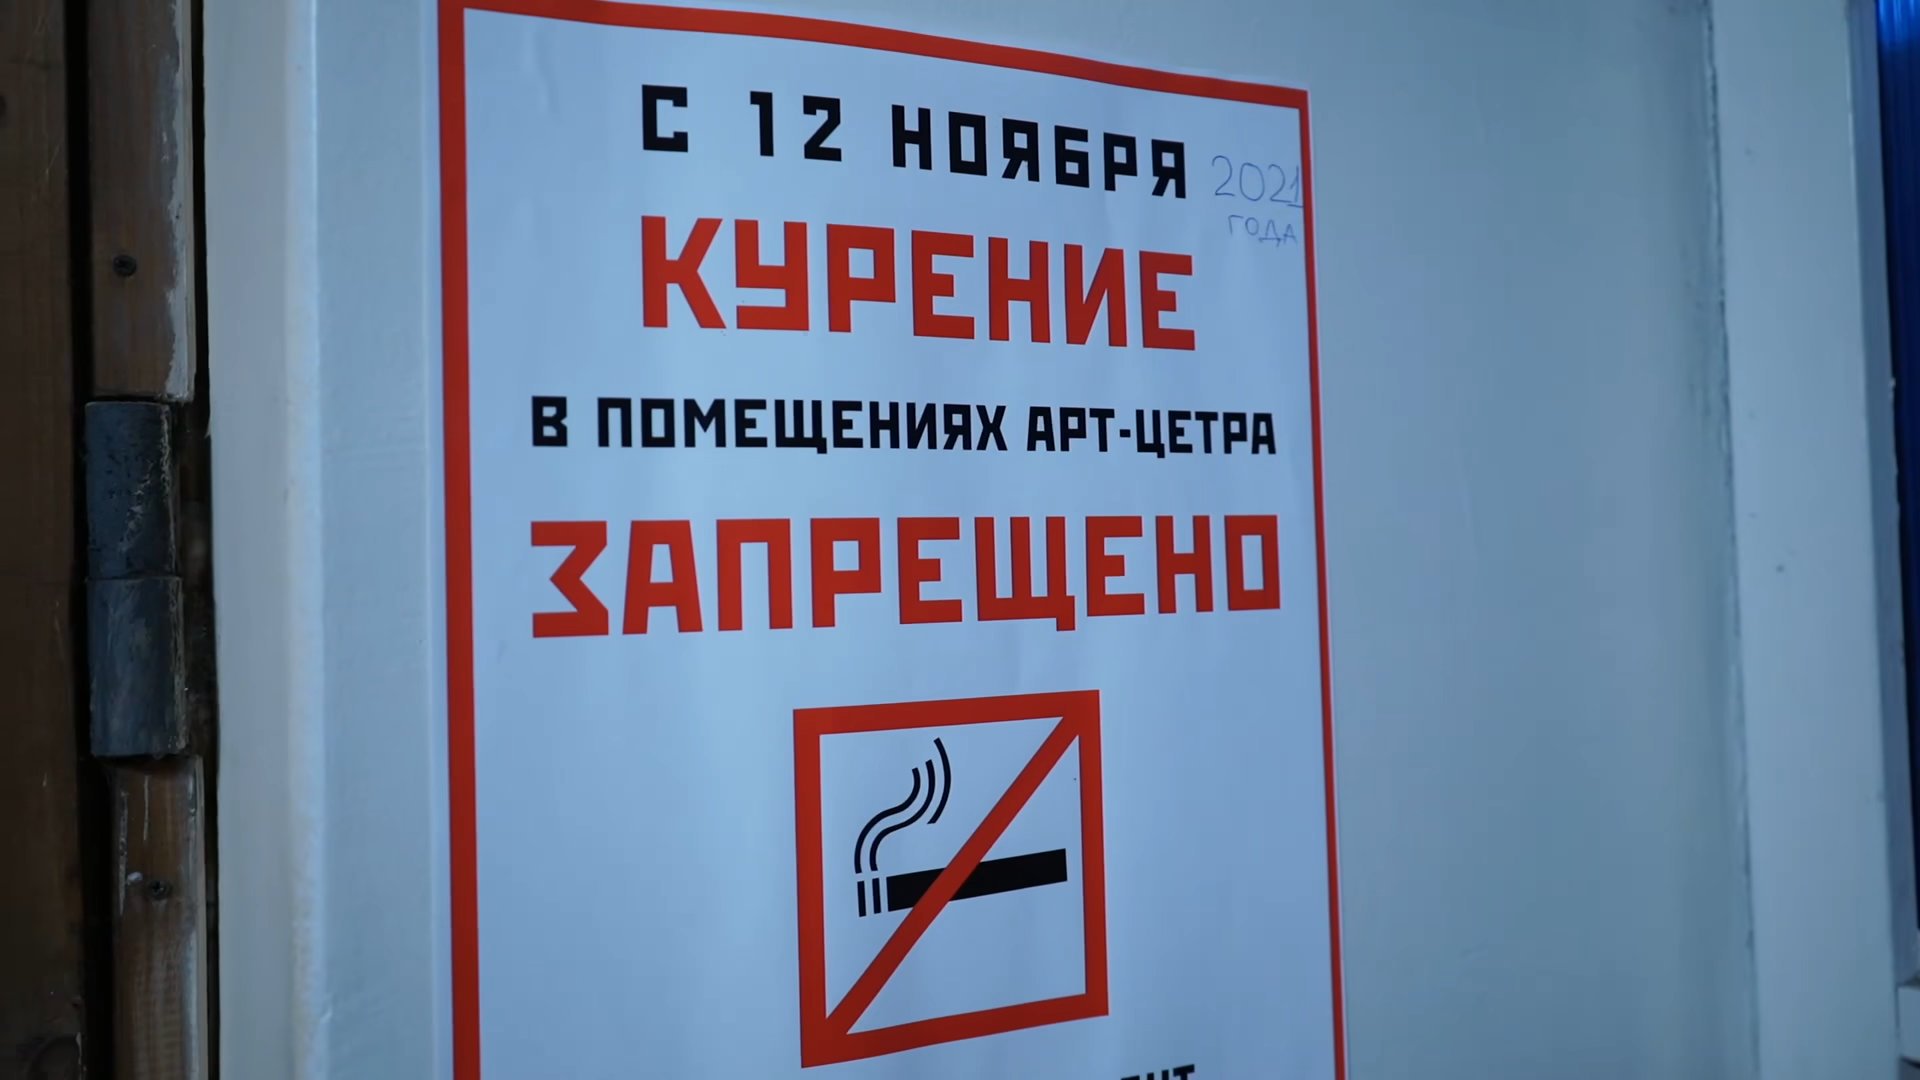 С 12 НОЯБРЯ 2021
ГОДА
КУРЕНИЕ
В ПОМЕЩЕНИЯХ АРТ-ЦЕТРА
ЗАПРЕЩЕНО